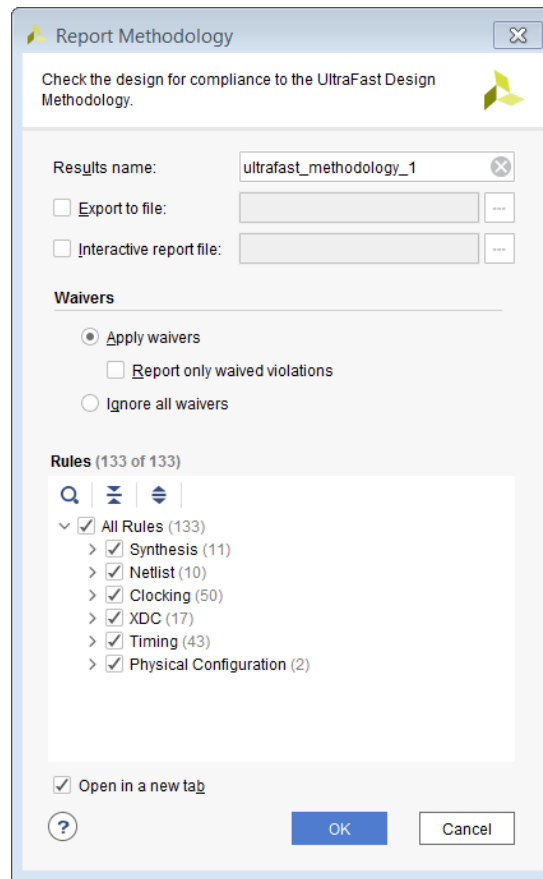 Report Methodology
Check the design for compliance to the UltraFast Design
Methodology.
Results name:
ultrafast_methodology_1
Export to file:
...
Interactive report file:
...
Waivers
Apply waivers
Report only waived violations
Ignore all waivers
Rules (133 of 133)
All Rules (133)
Synthesis (11)
Netlist (10)
Clocking (50)
XDC (17)
Timing (43)
Physical Configuration (2)
Open in a new tab
?
OK
Cancel